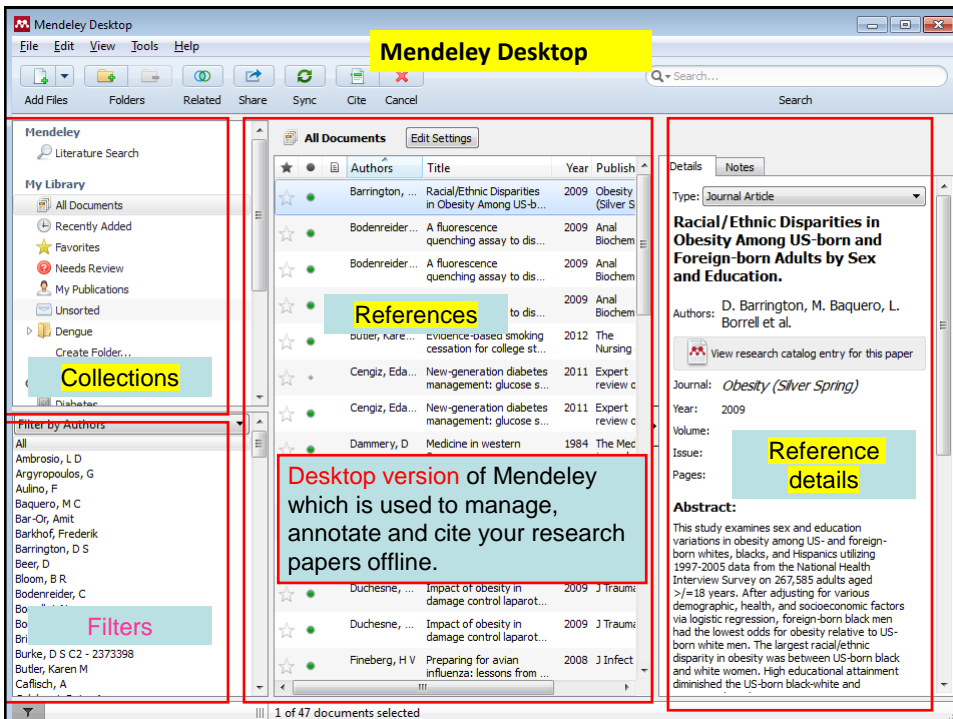 Mendeley Desktop
File Edit View Tools Help
Mendeley Desktop
Search...
Add Files Folders Related Share Sync Cite Cancel Search
Mendeley
Literature Search
My Library
All Documents
Recently Added
Favorites
Needs Review
My Publications
Unsorted
Dengue
Create Folder...
Collections
Diabetes
Filter by Authors
All
Ambrosio, L D
Argyropoulos, G
Aulino, F
Baquero, M C
Bar-Or, Amit
Barkhof, Frederik
Barrington, D S
Beer, D
Bloom, B R
Bodenreider, C
Filters
Burke, D S C2 - 2373398
Butler, Karen M
Caflisch, A
All Documents Edit Settings
Authors Title Year Publish
Barrington, ... Racial/Ethnic Disparities 2009 Obesity
in Obesity Among US-b... (Silver S
Bodenreider... A fluorescence 2009 Anal
quenching assay to dis... Biochem
Bodenreider... A fluorescence 2009 Anal
quenching assay to dis... Biochem
2009 Anal
to dis... Biochem
References
Butler, Kare... Evidence-based smoking 2012 The
cessation for college st... Nursing
Cengiz, Eda... New-generation diabetes 2011 Expert
management: glucose s... review o
Cengiz, Eda... New-generation diabetes 2011 Expert
management: glucose s... review o
Dammery, D Medicine in western 1984 The Med
Desktop version of Mendeley
which is used to manage,
annotate and cite your research
papers offline.
Duchesne, ... Impact of obesity in 2009 J Trauma
damage control laparot...
Duchesne, ... Impact of obesity in 2009 J Trauma
damage control laparot...
Fineberg, H V Preparing for avian 2008 J Infect
influenza: lessons from ...
1 of 47 documents selected
Details Notes
Type: Journal Article
Racial/Ethnic Disparities in
Obesity Among US-born and
Foreign-born Adults by Sex
and Education.
Authors: D. Barrington, M. Baquero, L.
Borrell et al.
View research catalog entry for this paper
Journal: Obesity (Silver Spring)
Year: 2009
Volume:
Issue:
Pages:
Reference
details
Abstract:
This study examines sex and education
variations in obesity among US- and foreign-
born whites, blacks, and Hispanics utilizing
1997-2005 data from the National Health
Interview Survey on 267,585 adults aged
>/=18 years. After adjusting for various
demographic, health, and socioeconomic factors
via logistic regression, foreign-born black men
had the lowest odds for obesity relative to US-
born white men. The largest racial/ethnic
disparity in obesity was between US-born black
and white women. High educational attainment
diminished the US-born black-white and